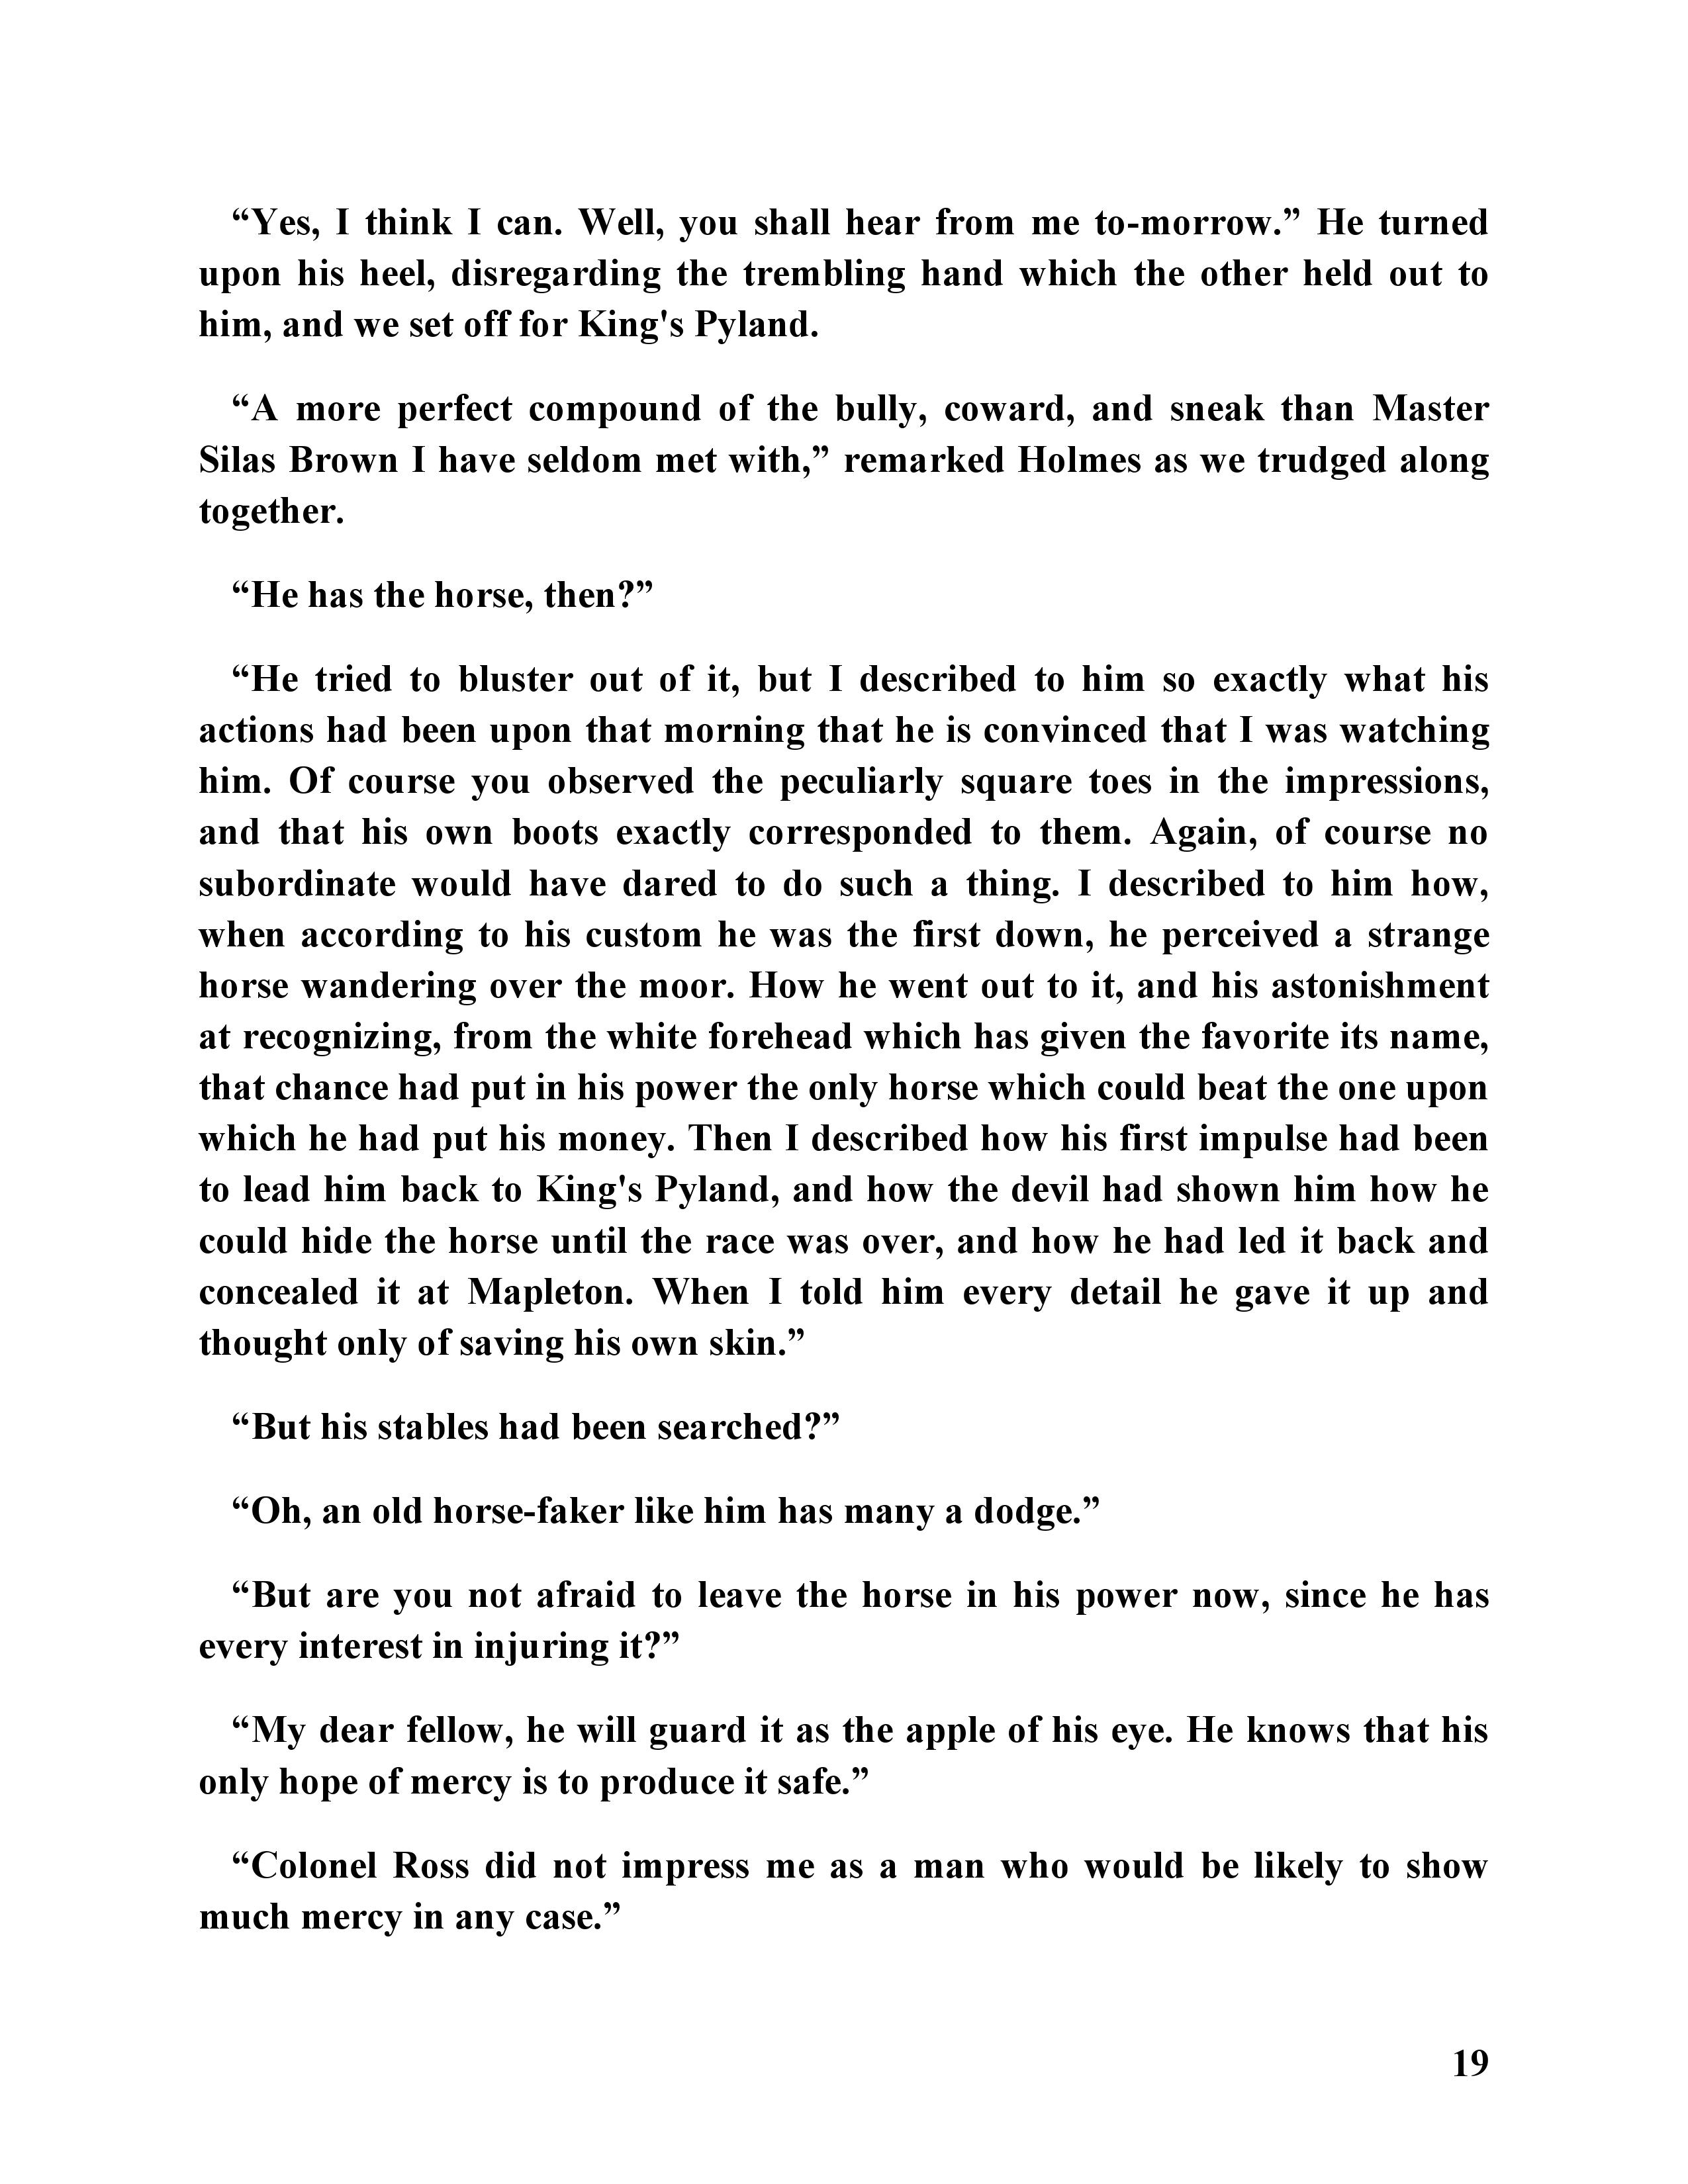 “Yes, I think I can. Well, you shall hear from me to-morrow.” He turned
upon his heel, disregarding the trembling hand which the other held out to
him, and we set off for King's Pyland.
“A more perfect compound of the bully, coward, and sneak than Master
Silas Brown I have seldom met with,” remarked Holmes as we trudged along
together.
“He has the horse, then?”
“He tried to bluster out of it, but I described to him so exactly what his
actions had been upon that morning that he is convinced that I was watching
him. Of course you observed the peculiarly square toes in the impressions,
and that his own boots exactly corresponded to them. Again, of course no
subordinate would have dared to do such a thing. I described to him how,
when according to his custom he was the first down, he perceived a strange
horse wandering over the moor. How he went out to it, and his astonishment
at recognizing, from the white forehead which has given the favorite its name,
that chance had put in his power the only horse which could beat the one upon
which he had put his money. Then I described how his first impulse had been
to lead him back to King's Pyland, and how the devil had shown him how he
could hide the horse until the race was over, and how he had led it back and
concealed it at Mapleton. When I told him every detail he gave it up and
thought only of saving his own skin.”
“But his stables had been searched?”
“Oh, an old horse-faker like him has many a dodge.”
“But are you not afraid to leave the horse in his power now, since he has
every interest in injuring it?”
“My dear fellow, he will guard it as the apple of his eye. He knows that his
only hope of mercy is to produce it safe.”
“Colonel Ross did not impress me as a man who would be likely to show
much mercy in any case.”
19